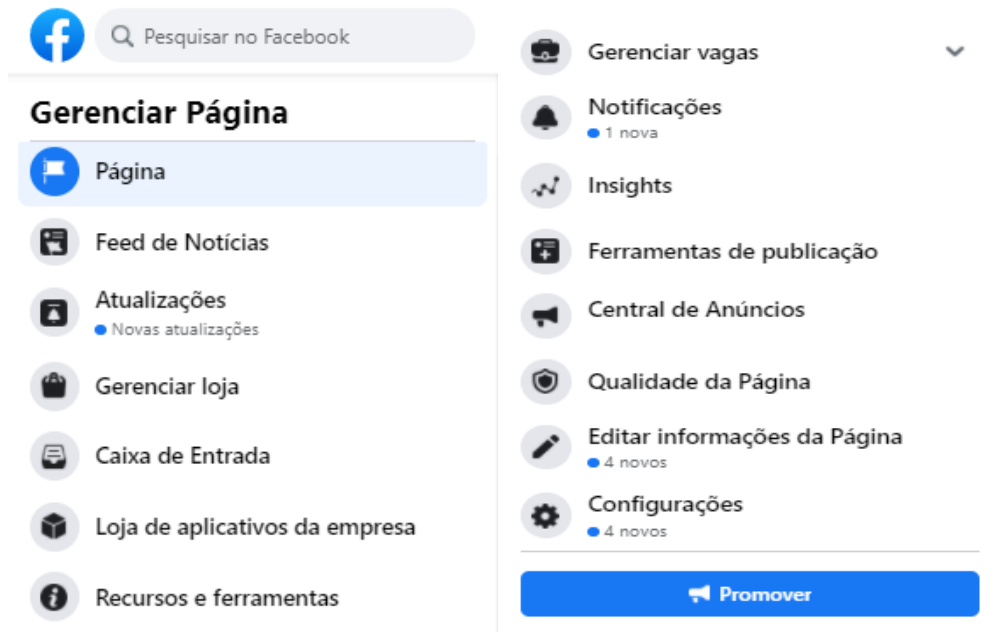 Pesquisar no Facebook
Gerenciar Página
Página
Feed de Notícias
Atualizações
Novas atualizações
Gerenciar loja
Caixa de Entrada
Loja de aplicativos da empresa
Recursos e ferramentas
Gerenciar vagas
Notificações
1 nova
Insights
Ferramentas de publicação
Central de Anúncios
Qualidade da Página
Editar informações da Página
4 novos
Configurações
4 novos
Promover